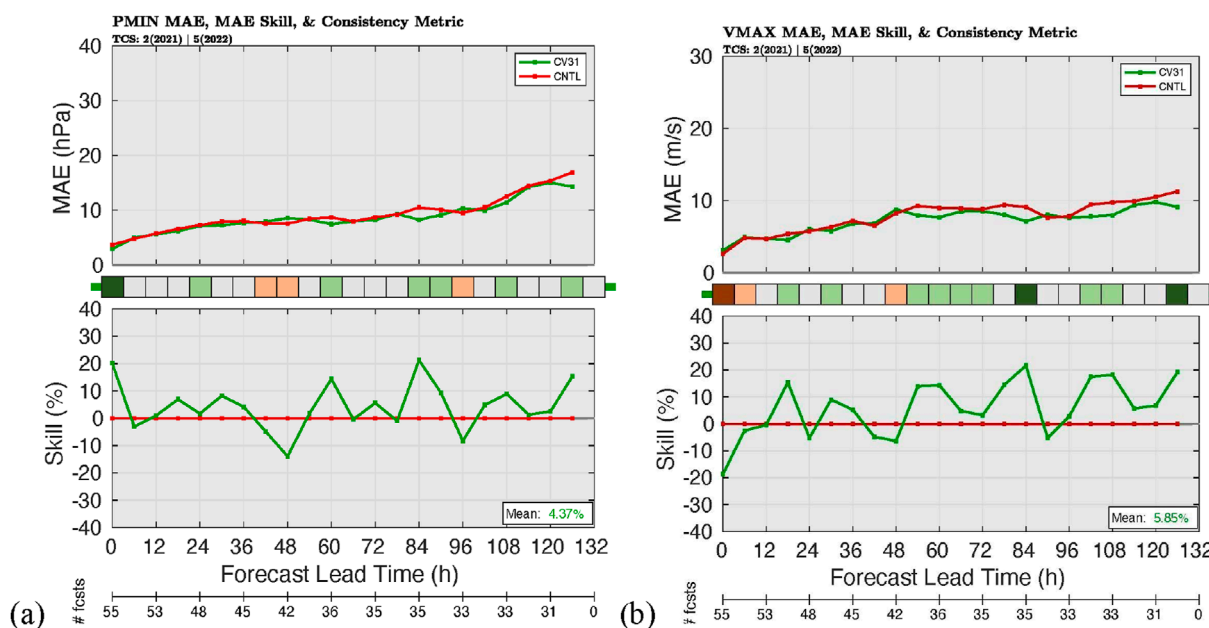 PMIN MAE, MAE Skill, & Consistency Metric
TCS: 2(2021) | 5(2022)
40
30
20
10
0
MAE (hPa)
CV31
CNTL
40
30
20
10
0
-10
-20
-30
-40
Skill (%)
Mean: 4.37%
0 12 24 36 48 60 72 84 96 108 120 132
Forecast Lead Time (h)
# fcsts
55 53 48 45 42 36 35 35 33 33 31 0
(a)
VMAX MAE, MAE Skill, & Consistency Metric
TCS: 2(2021) | 5(2022)
30
20
10
0
MAE (m/s)
CV31
CNTL
40
30
20
10
0
-10
-20
-30
-40
Skill (%)
Mean: 5.85%
0 12 24 36 48 60 72 84 96 108 120 132
Forecast Lead Time (h)
# fcsts
55 53 48 45 42 36 35 35 33 33 31 0
(b)